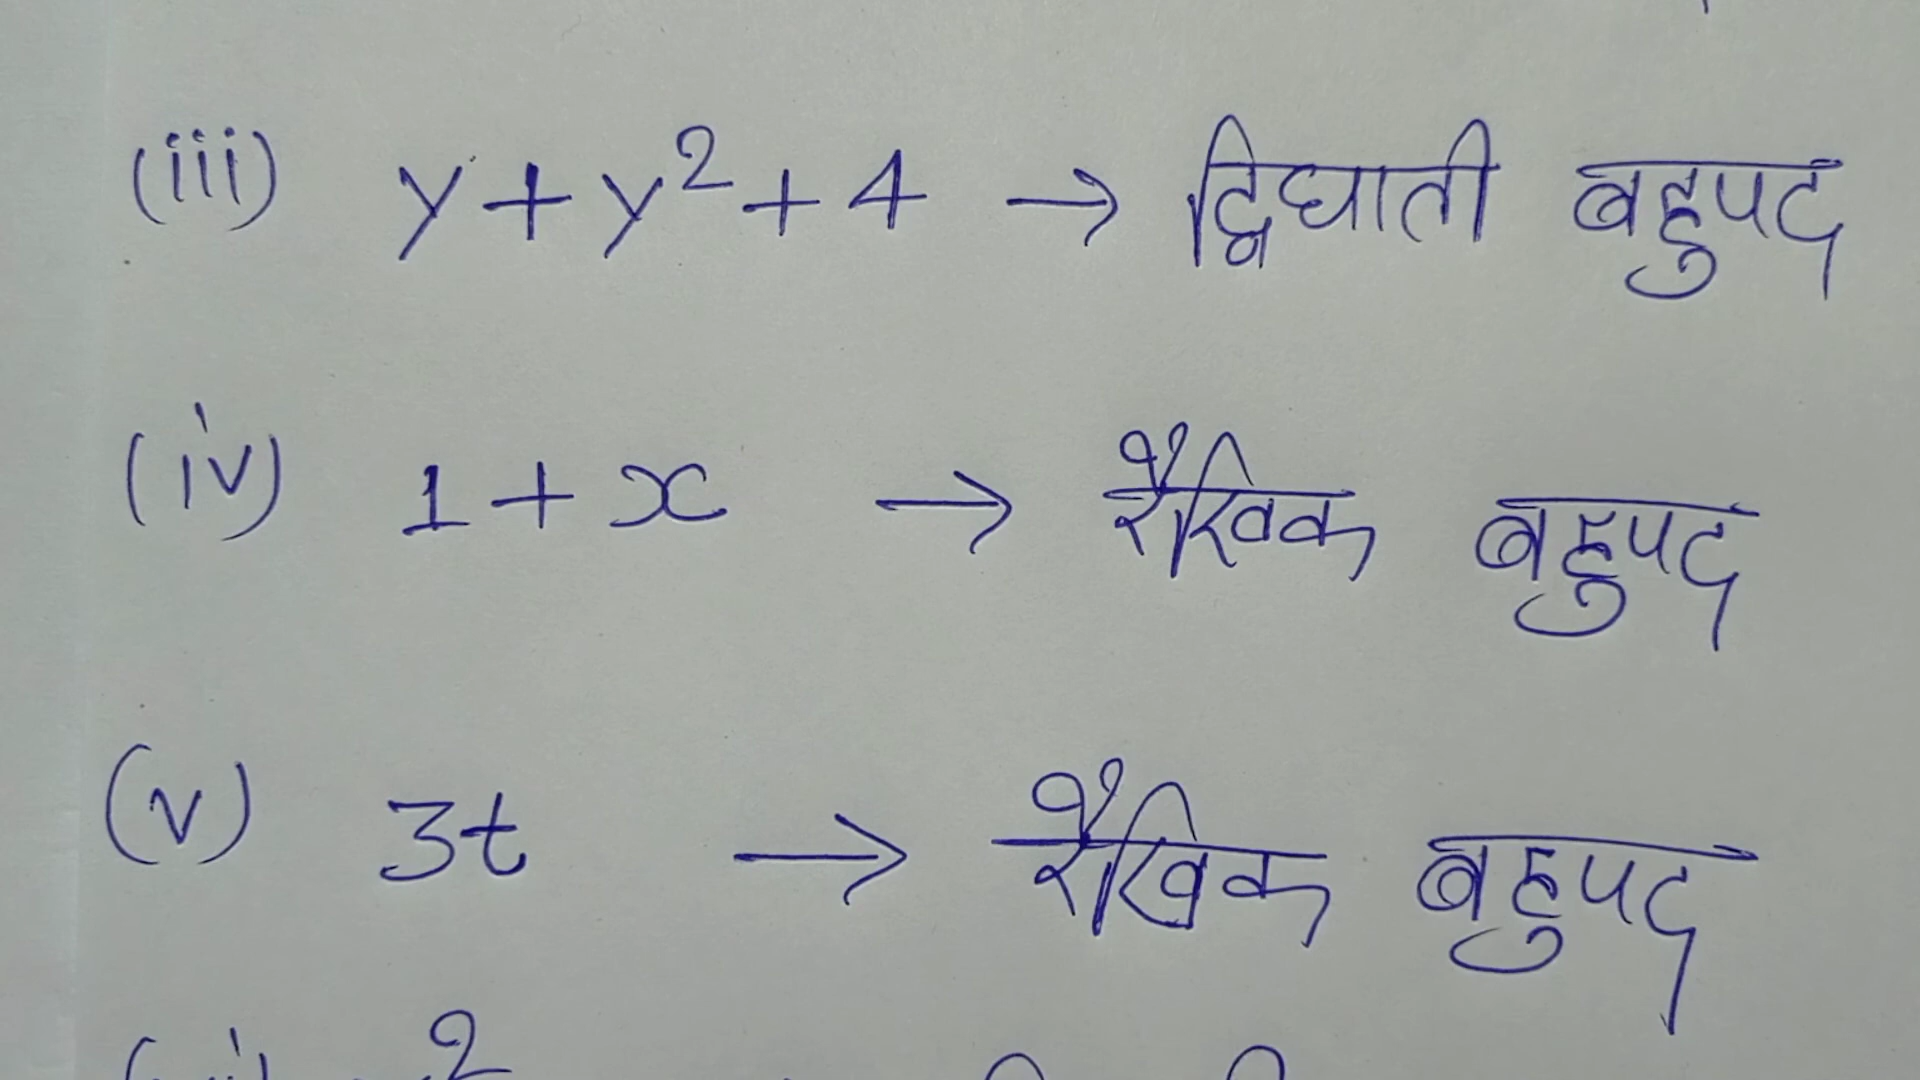 (iii) y + y² + 4 → द्विघाती बहुपद
(iv) 1 + x → रैखिक बहुपद
(v) 3t → रैखिक बहुपद